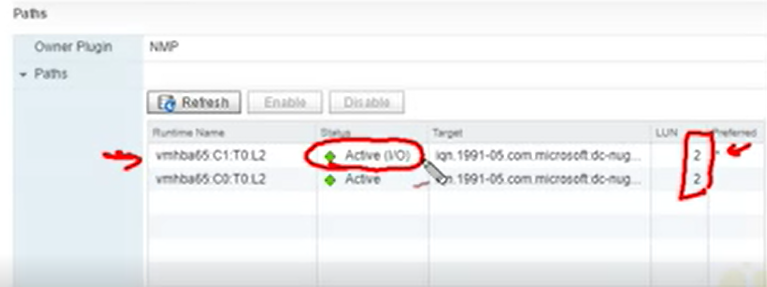 Paths
Owner Plugin NMP
Paths
Refresh Enable Disable
Runtime Name Status Target LUN Preferred
vmhba65:C1:T0:L2 Active (I/O) iqn.1991-05.com.microsoft:dc-nug... 2 *
vmhba65:C0:T0:L2 Active iqn.1991-05.com.microsoft:dc-nug... 2